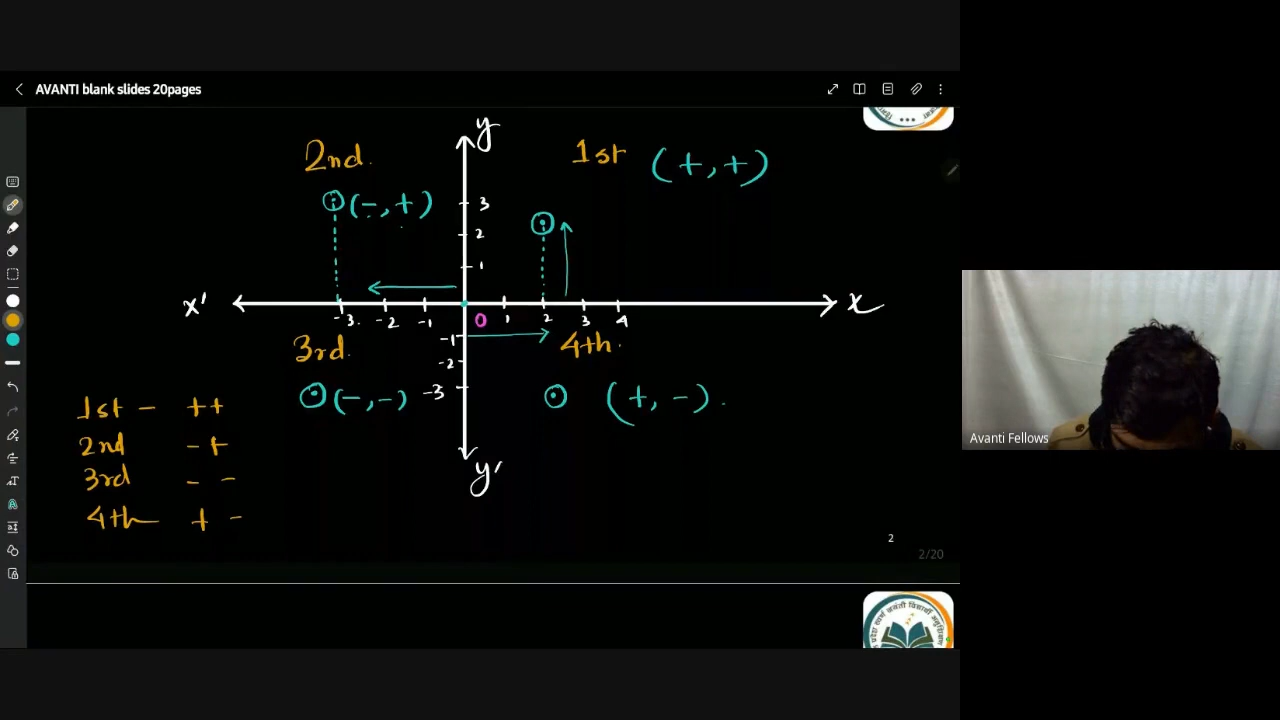 AVANTI blank slides 20pages
y
2nd.
1st (+,+)
(-,+)
3
2
1
x'
x
-3. -2 -1 0 1 2 3 4
-1
3rd.
4th.
-2
-3
(-,-)
(+,-).
1st - ++
2nd -+
3rd - -
4th + -
y'
2
2/20
Avanti Fellows